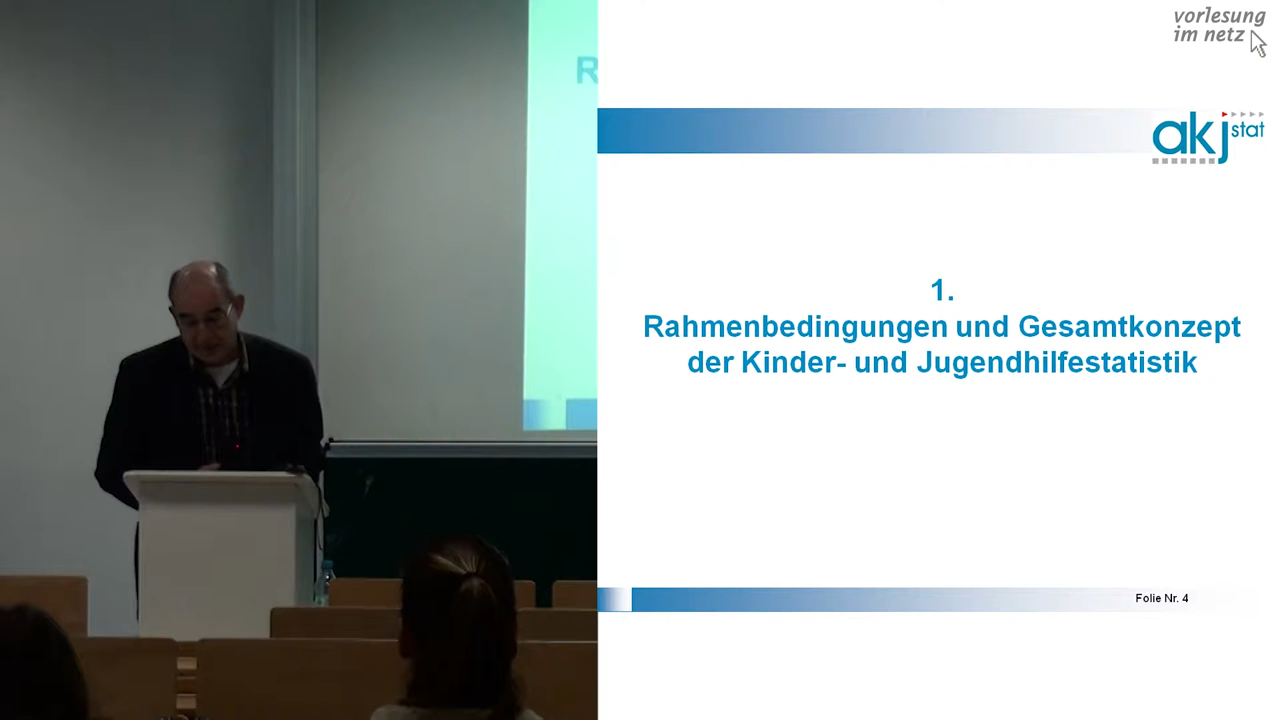 vorlesung
im netz
akj stat
R
1.
Rahmenbedingungen und Gesamtkonzept
der Kinder- und Jugendhilfestatistik
Folie Nr. 4